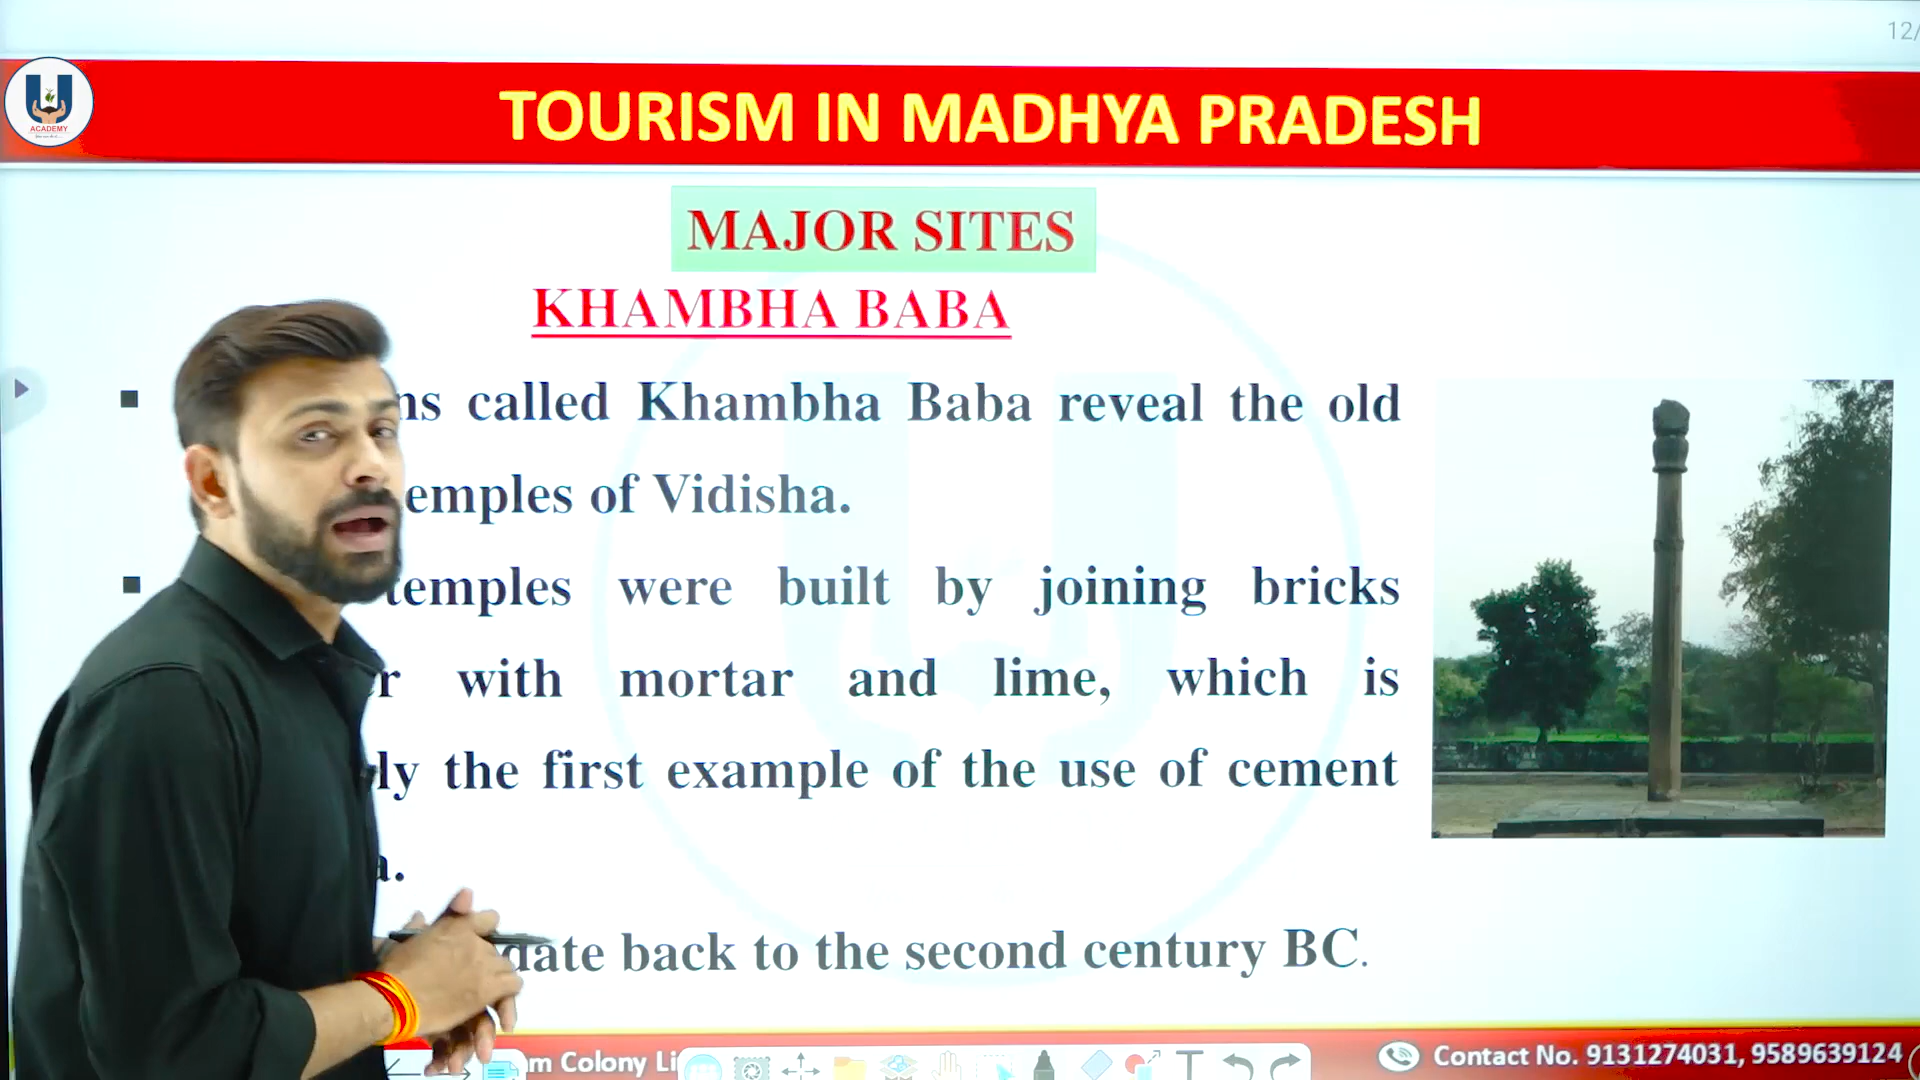 12/
ACADEMY
TOURISM IN MADHYA PRADESH
MAJOR SITES
KHAMBHA BABA
ns called Khambha Baba reveal the old
emples of Vidisha.
temples were built by joining bricks
r with mortar and lime, which is
ly the first example of the use of cement
a.
date back to the second century BC.
m Colony Li
Contact No. 9131274031, 9589639124